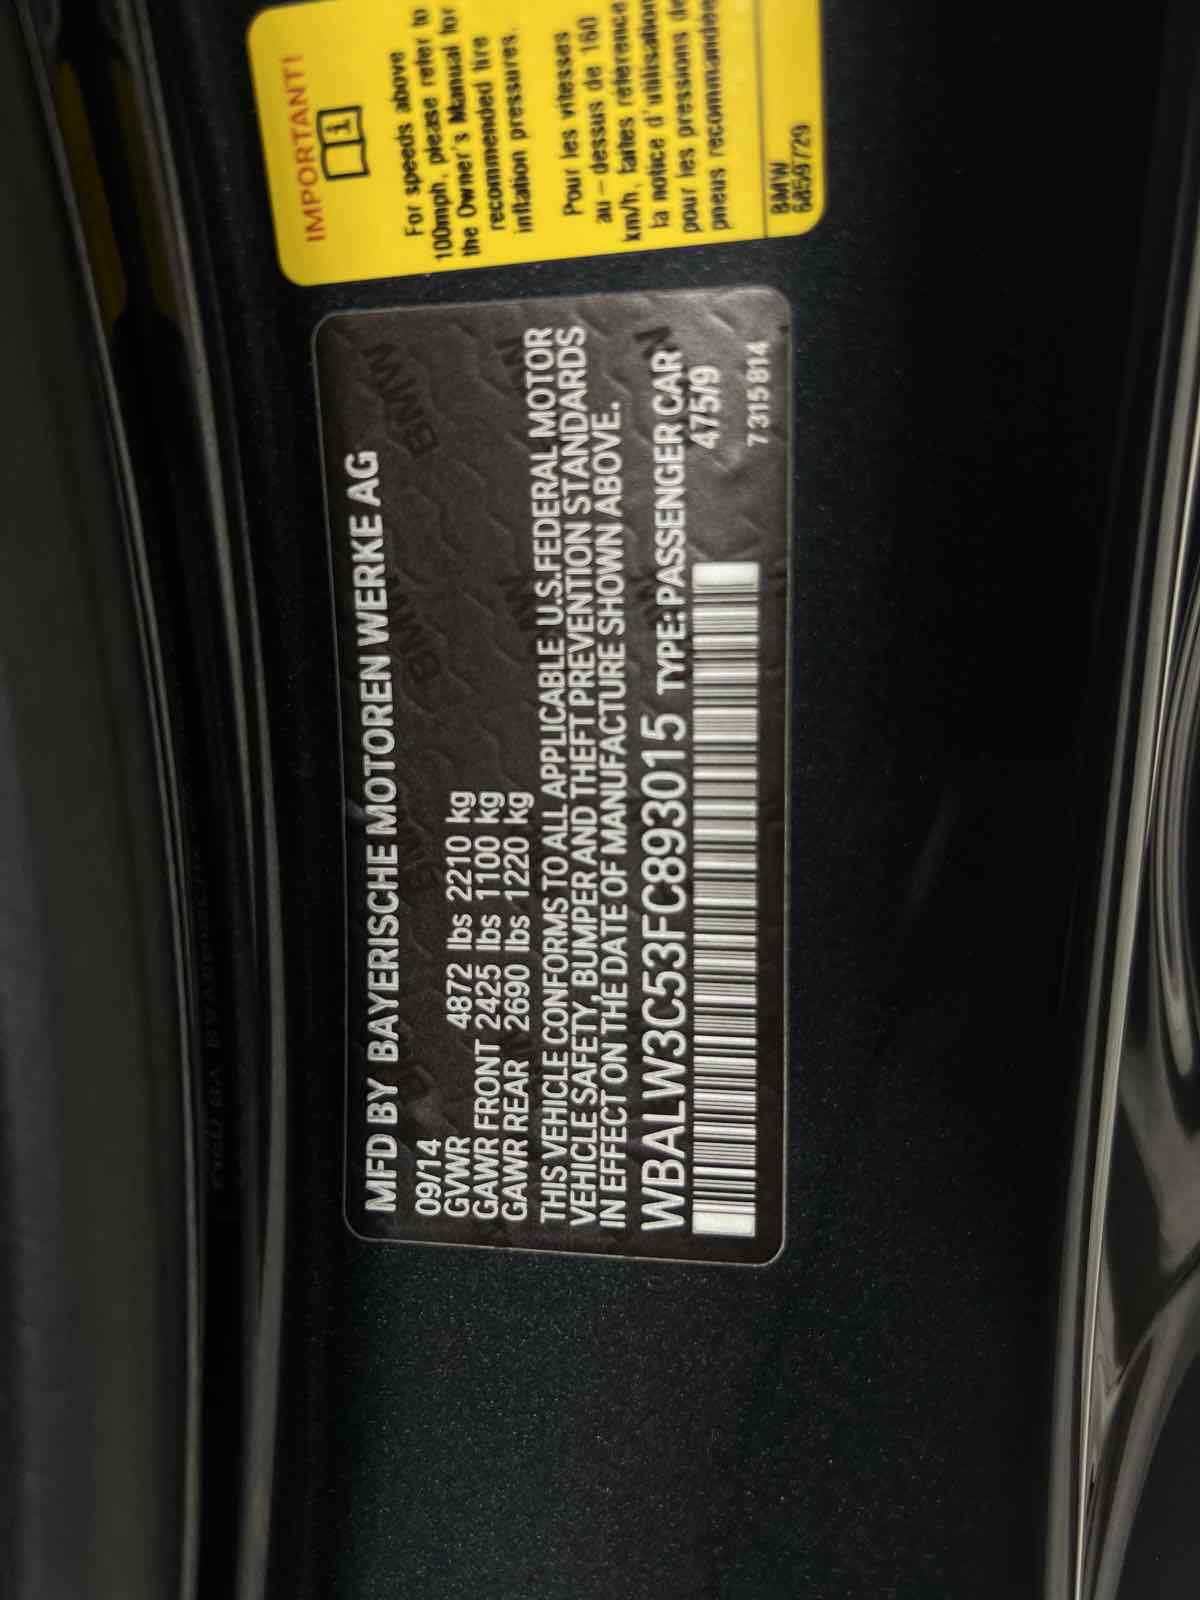 MFD BY BAYERISCHE MOTOREN WERKE AG
09/14
GVWR 4872 lbs 2210 kg
GAWR FRONT 2425 lbs 1100 kg
GAWR REAR 2690 lbs 1220 kg
THIS VEHICLE CONFORMS TO ALL APPLICABLE U.S.FEDERAL MOTOR
VEHICLE SAFETY, BUMPER AND THEFT PREVENTION STANDARDS
IN EFFECT ON THE DATE OF MANUFACTURE SHOWN ABOVE.
WBALW3C53FC893015 TYPE: PASSENGER CAR
475/9
7 315 814
IMPORTANT!
For speeds above
100mph, please refer to
the Owner's Manual for
recommended tire
inflation pressures.
Pour les vitesses
au-dessus de 160
km/h, faites référence
la notice d'utilisation
pour les pressions de
pneus recommandée
BMW
6859729